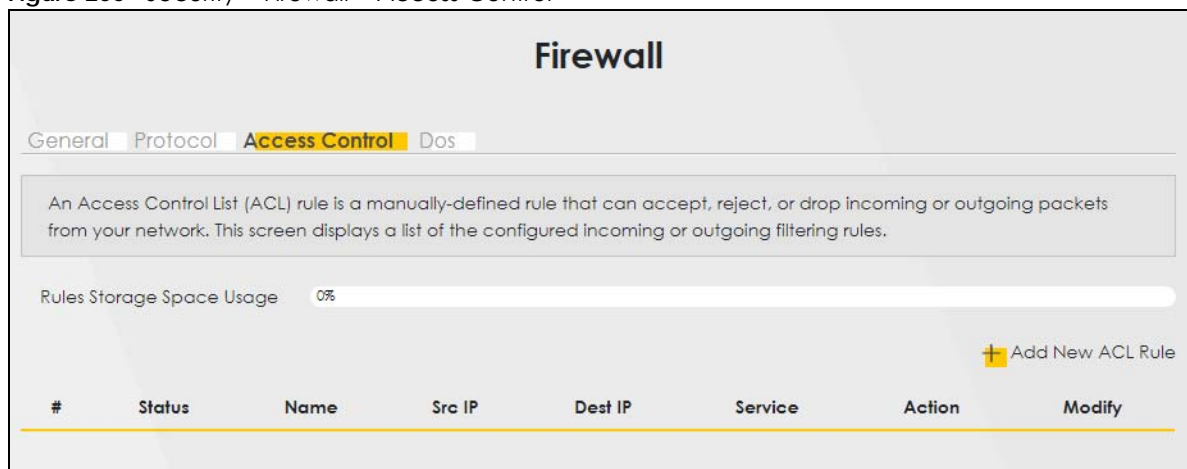 Firewall
General Protocol Access Control Dos
An Access Control List (ACL) rule is a manually-defined rule that can accept, reject, or drop incoming or outgoing packets
from your network. This screen displays a list of the configured incoming or outgoing filtering rules.
Rules Storage Space Usage 0%
+ Add New ACL Rule
# Status Name Src IP Dest IP Service Action Modify